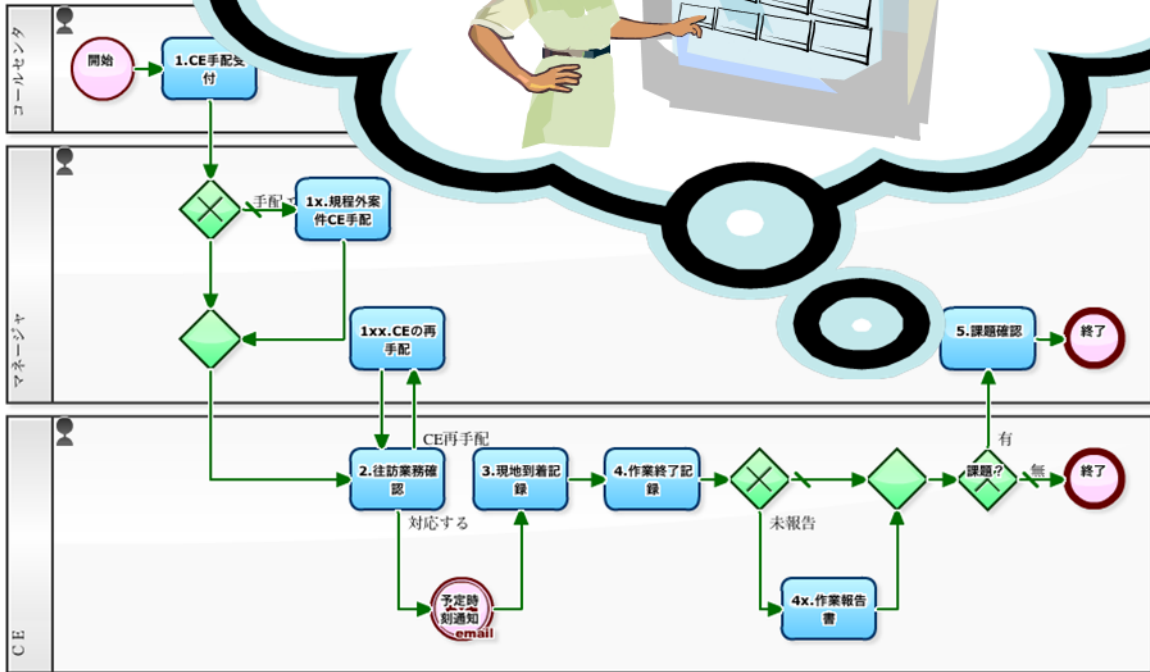 コールセンタ
開始
1.CE手配受
付
マネージャ
手配
1x.規程外案
件CE手配
1xx.CEの再
手配
5.課題確認
終了
CE
CE再手配
2.往訪業務確
認
対応する
予定時
刻通知
email
3.現地到着記
録
4.作業終了記
録
未報告
4x.作業報告
書
課題?
有
無
終了